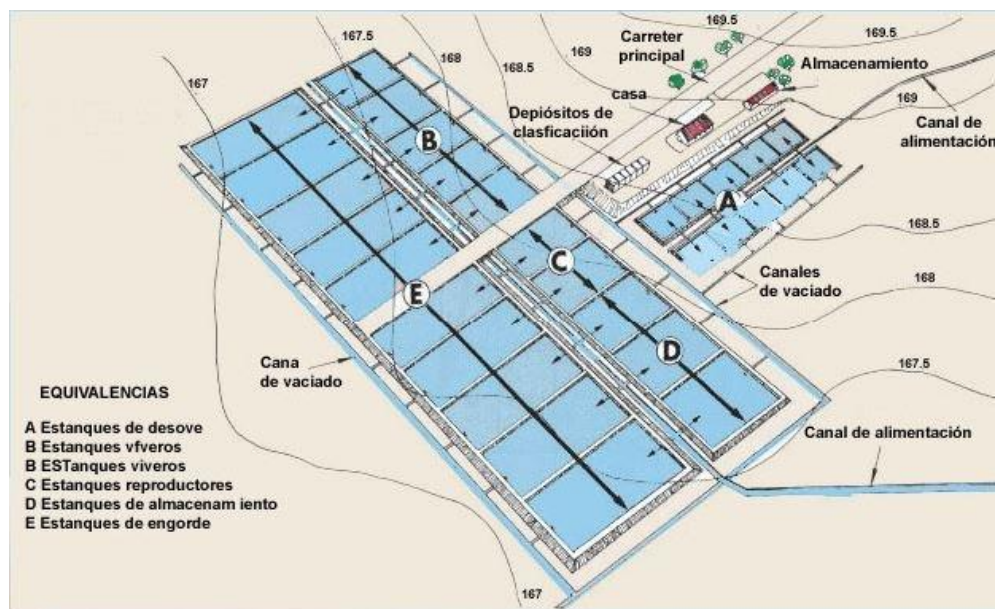 169.5
Carreter
principal
169.5
167.5
168
169
168.5
167
Almacenamiento
casa
Depiósitos de
clasficaciión
169
Canal de
alimentación
B
A
168.5
C
Canales
de vaciado
168
E
D
Cana
de vaciado
167.5
EQUIVALENCIAS
A Estanques de desove
B Estanques vfveros
B ESTanques viveros
C Estanques reproductores
D Estanques de almacenam iento
E Estanques de engorde
Canal de alimentación
167
167